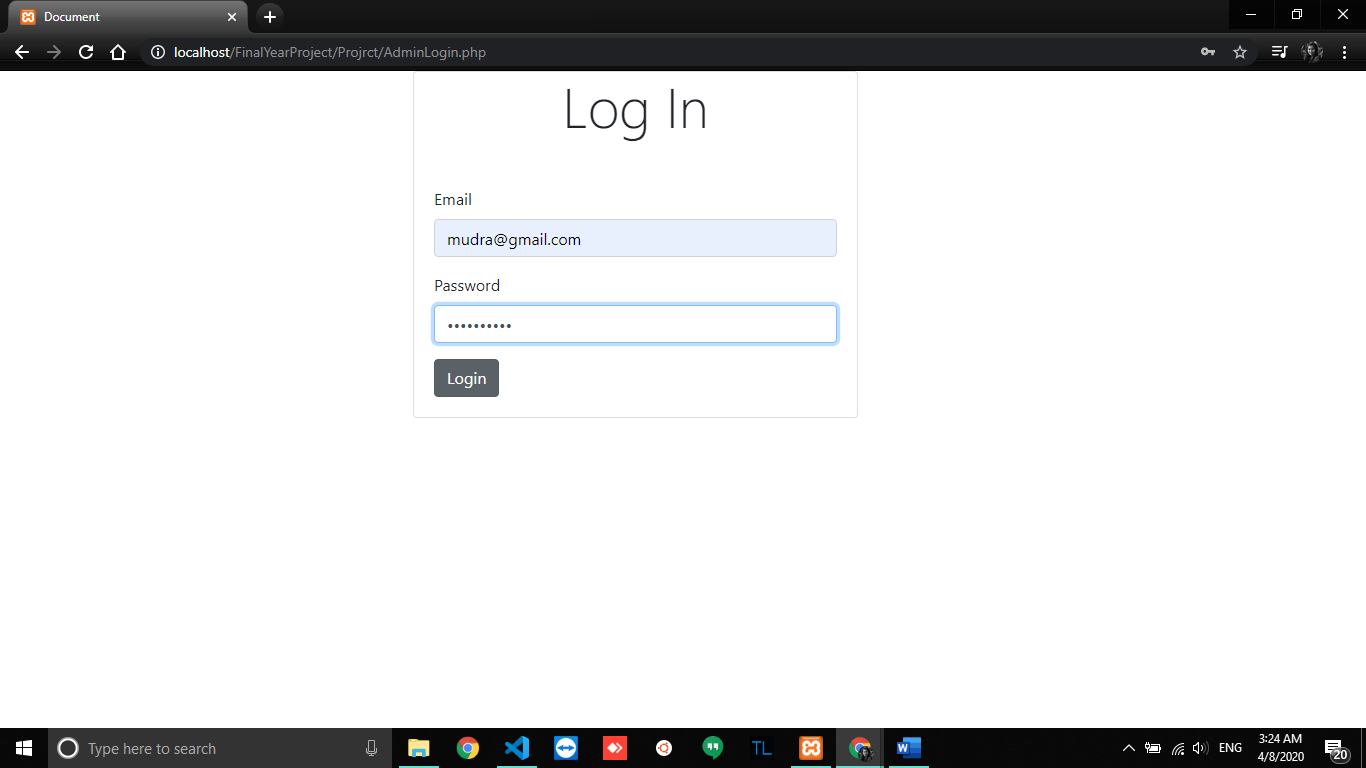 Document
localhost/FinalYearProject/Projrct/AdminLogin.php
Log In
Email
mudra@gmail.com
Password
••••••••••
Login
Type here to search
TL
W
ENG
3:24 AM
4/8/2020
20